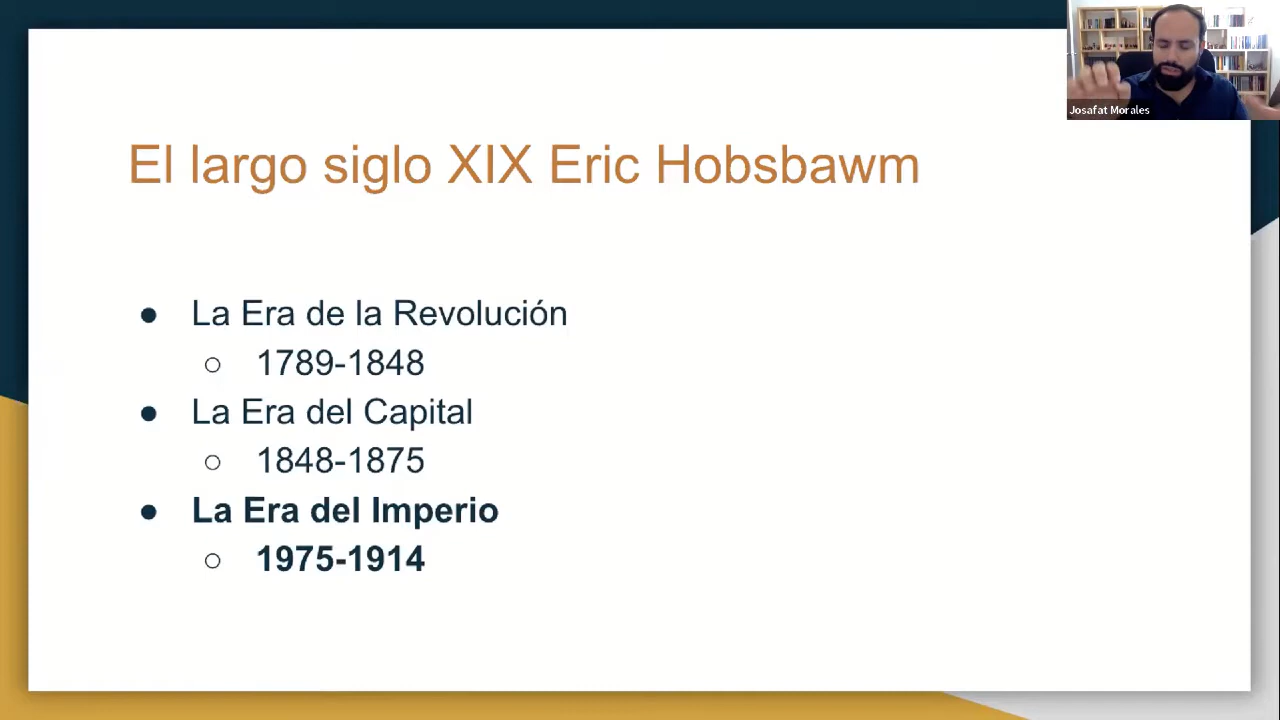 El largo siglo XIX Eric Hobsbawm
La Era de la Revolución
1789-1848
La Era del Capital
1848-1875
La Era del Imperio
1975-1914
Josafat Morales